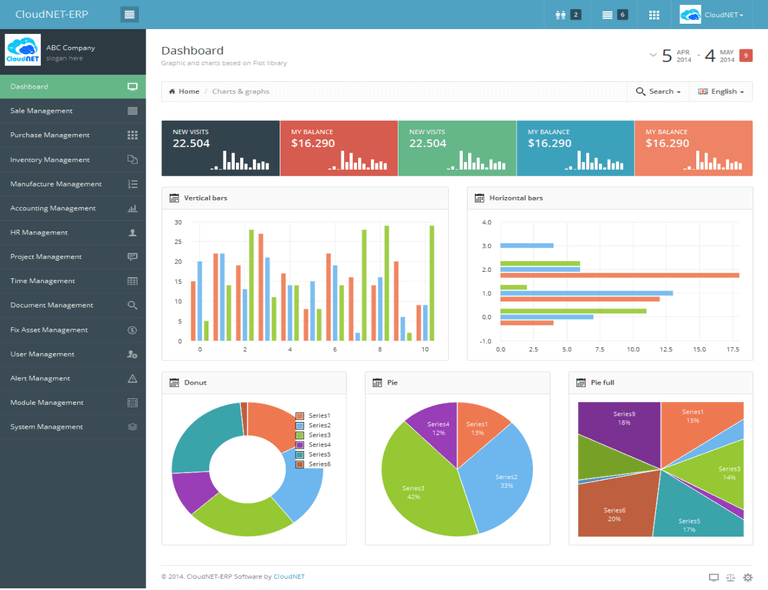 CloudNET-ERP
2
6
CloudNET
CloudNET
ABC Company
slogan here
Dashboard
Sale Management
Purchase Management
Inventory Management
Manufacture Management
Accounting Management
HR Management
Project Management
Time Management
Document Management
Fix Asset Management
User Management
Alert Managment
Module Management
System Management
Dashboard
Graphic and charts based on Flot library
5 APR 2014 - 4 MAY 2014 9
Home / Charts & graphs
Search
English
NEW VISITS
22.504
MY BALANCE
$16.290
NEW VISITS
22.504
MY BALANCE
$16.290
MY BALANCE
$16.290
Vertical bars
30
25
20
15
10
5
0
0 2 4 6 8 10
Horizontal bars
4.0
3.0
2.0
1.0
0.0
-1.0
0.0 2.5 5.0 7.5 10.0 12.5 15.0 17.5
Donut
Series1
Series2
Series3
Series4
Series5
Series6
Pie
Series4
12%
Series1
13%
Series2
33%
Series3
42%
Pie full
Series9
18%
Series1
15%
Series3
14%
Series6
20%
Series5
17%
© 2014. CloudNET-ERP Software by CloudNET